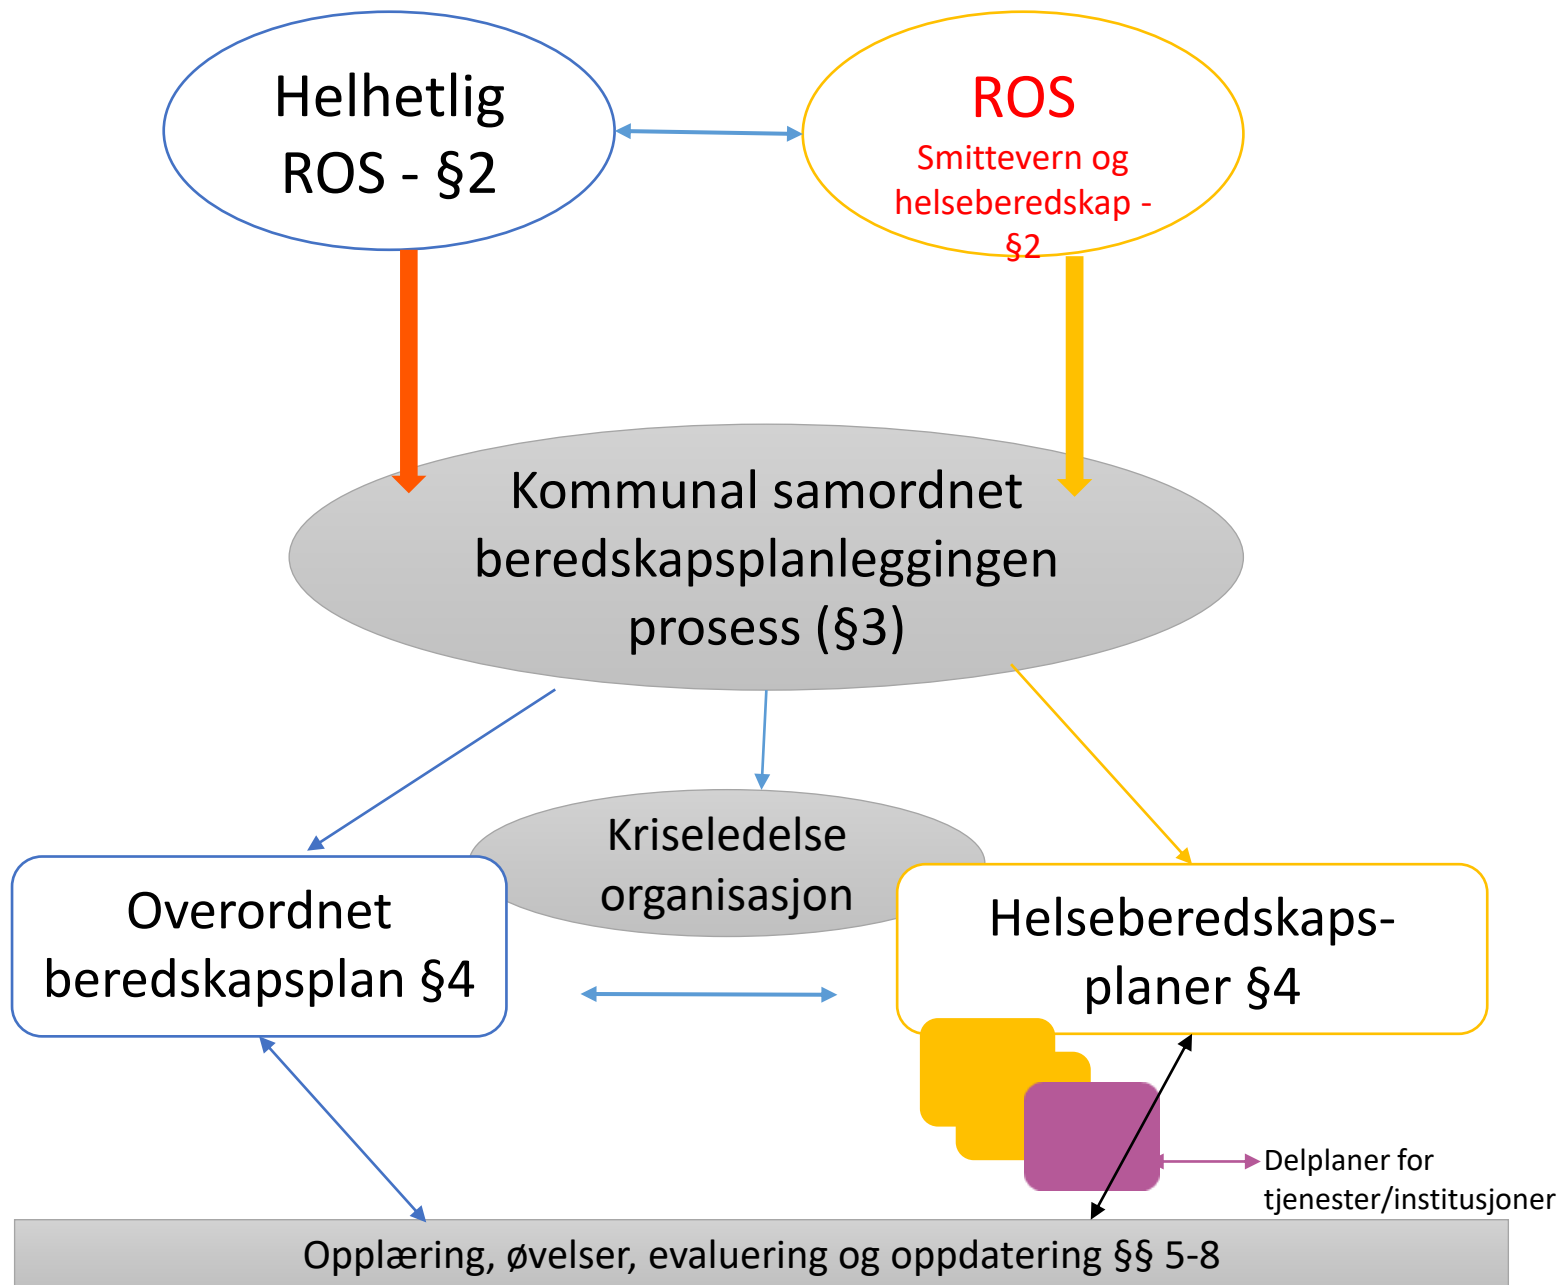 Helhetlig
ROS - §2
ROS
Smittevern og
helseberedskap -
§2
Kommunal samordnet
beredskapsplanleggingen
prosess (§3)
Kriseledelse
organisasjon
Overordnet
beredskapsplan §4
Helseberedskaps-
planer §4
Delplaner for
tjenester/institusjoner
Opplæring, øvelser, evaluering og oppdatering §§ 5-8